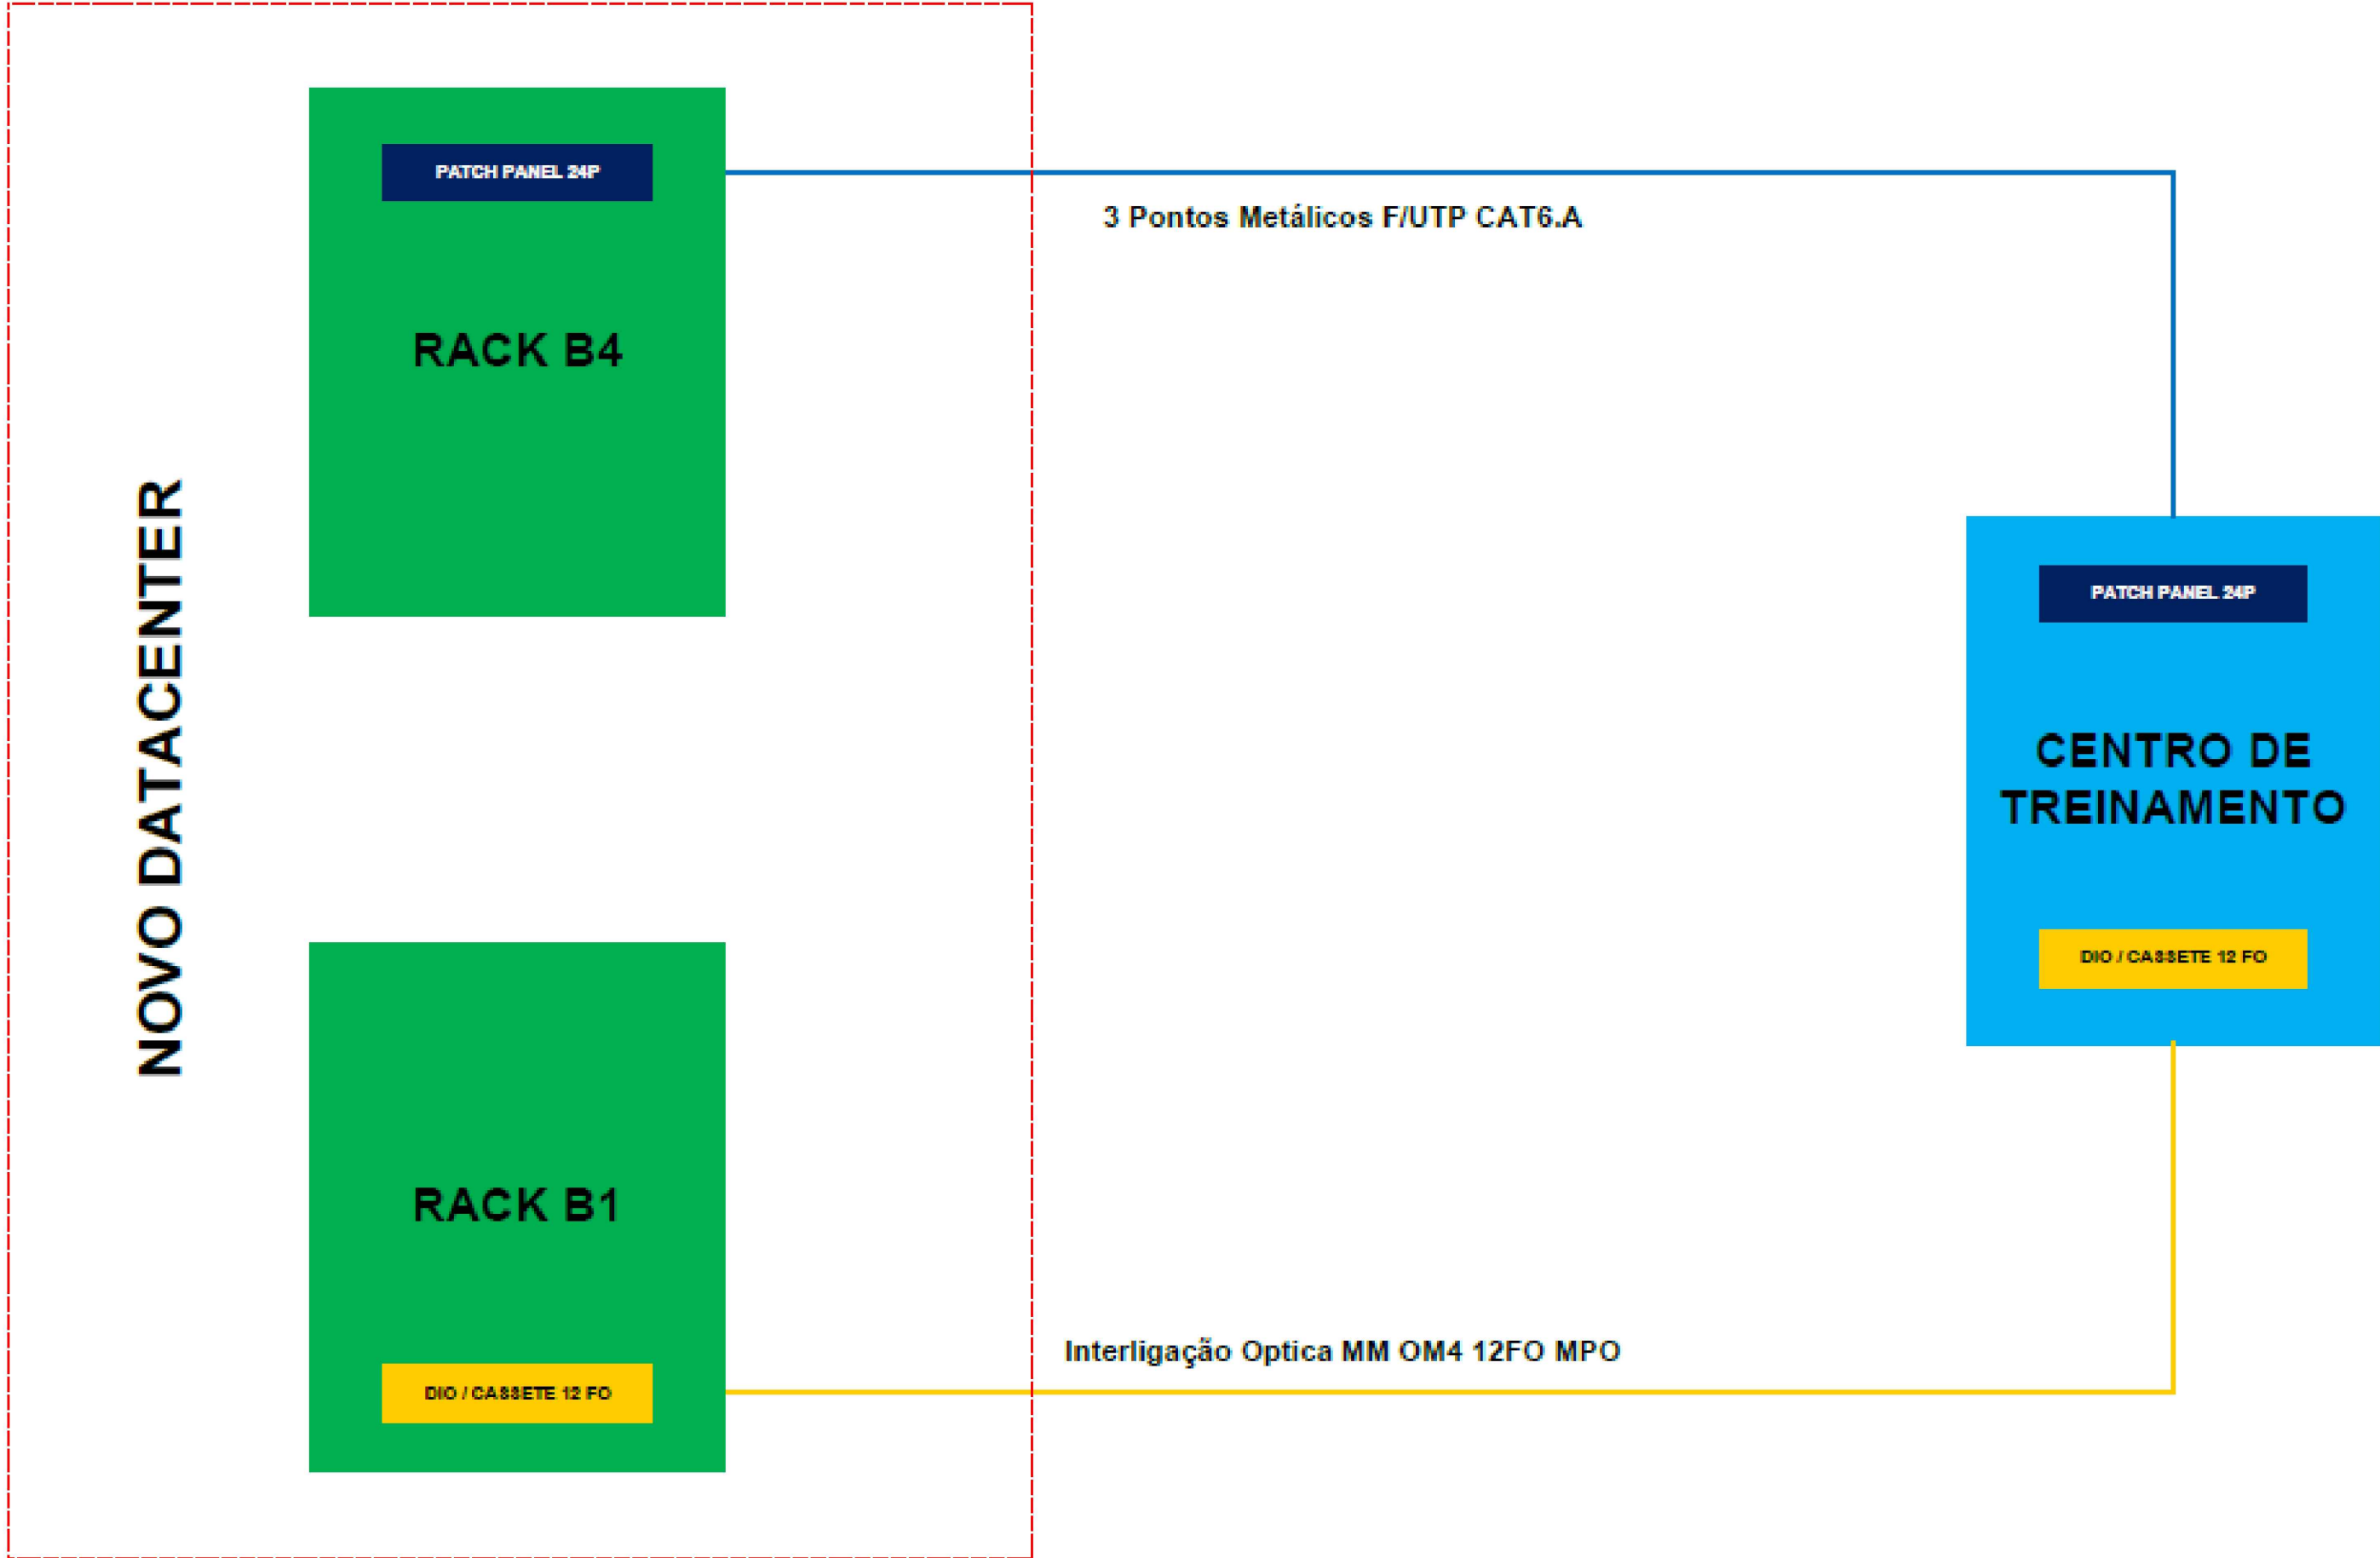 PATCH PANEL 24P
3 Pontos Metálicos F/UTP CAT6.A
RACK B4
NOVO DATACENTER
PATCH PANEL 24P
CENTRO DE
TREINAMENTO
DIO / CASSETE 12 FO
RACK B1
Interligação Optica MM OM4 12FO MPO
DIO / CASSETE 12 FO